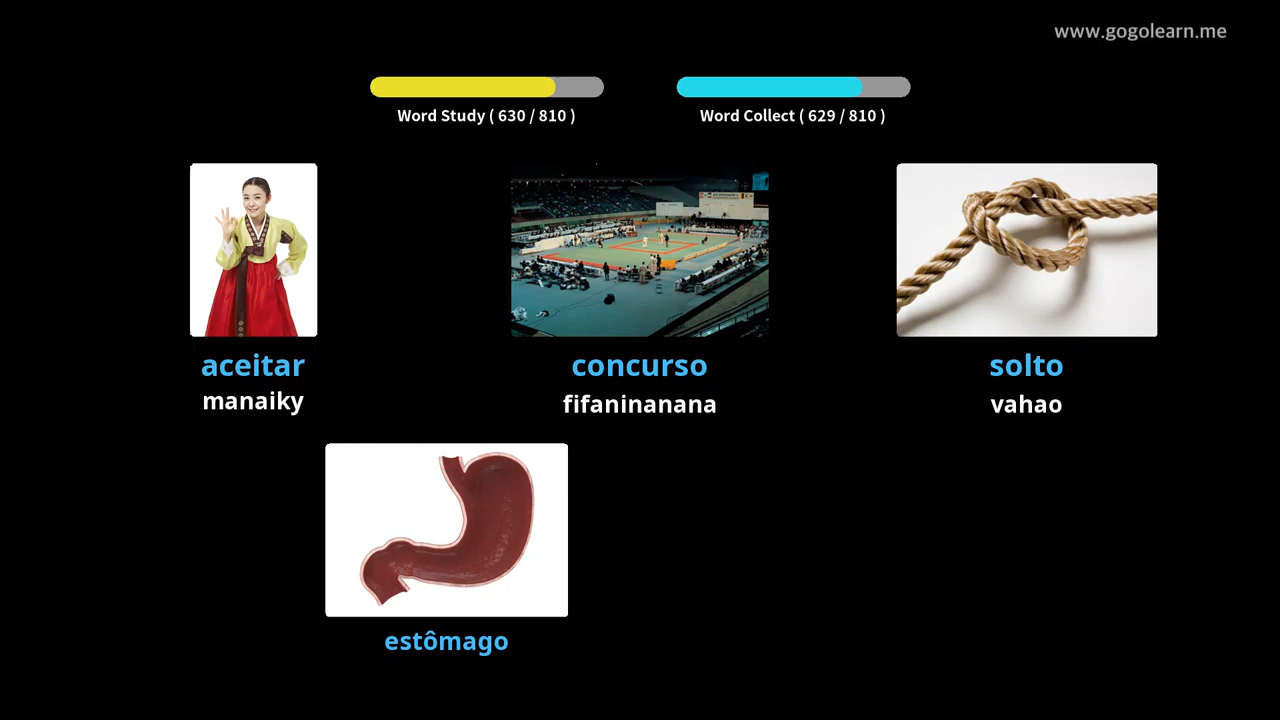 www.gogolearn.me
Word Study ( 630 / 810 )
Word Collect ( 629 / 810 )
aceitar
manaiky
concurso
fifaninanana
solto
vahao
estômago